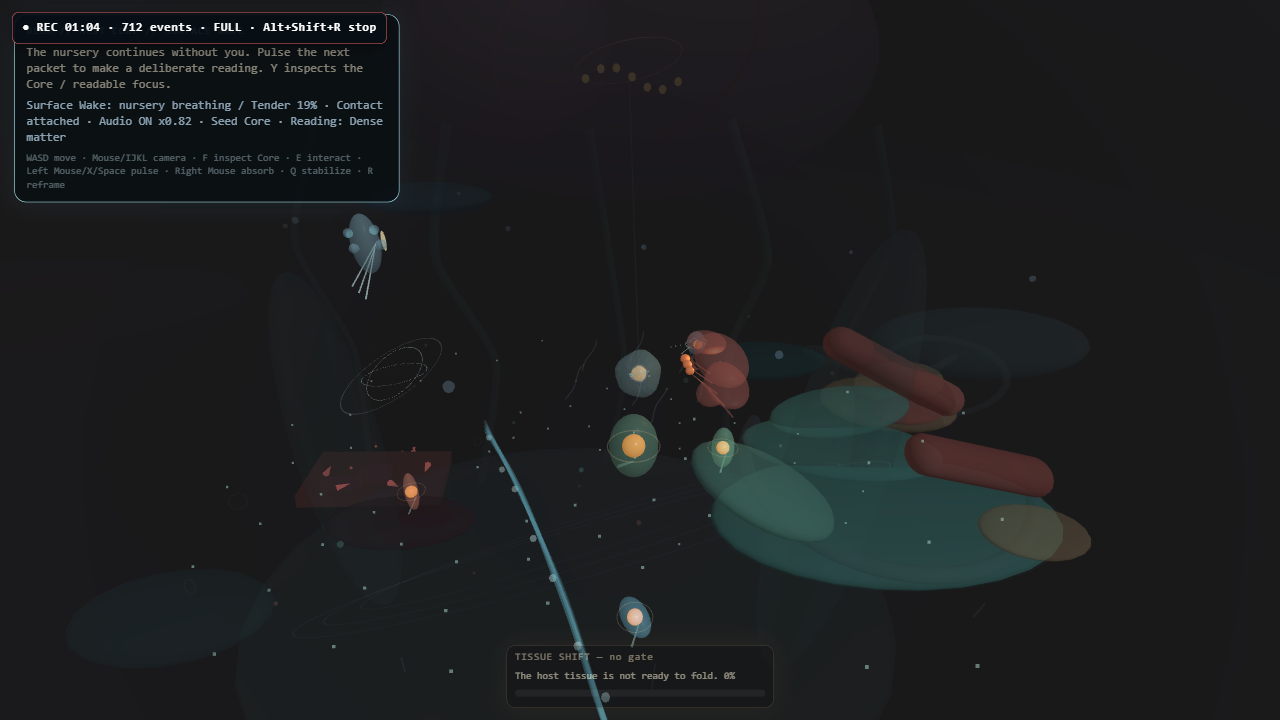 ● REC 01:04 · 712 events · FULL · Alt+Shift+R stop
The nursery continues without you. Pulse the next
packet to make a deliberate reading. Y inspects the
Core / readable focus.
Surface Wake: nursery breathing / Tender 19% · Contact
attached · Audio ON x0.82 · Seed Core · Reading: Dense
matter
WASD move · Mouse/IJKL camera · F inspect Core · E interact ·
Left Mouse/X/Space pulse · Right Mouse absorb · Q stabilize · R
reframe
TISSUE SHIFT — no gate
The host tissue is not ready to fold. 0%